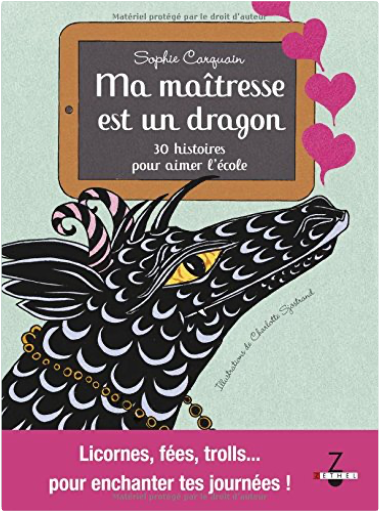 Matériel protégé par le droit d'auteur
Sophie Carquain
Ma maîtresse
est un dragon
30 histoires
pour aimer l'école
Illustrations de Charlotte Sjöstrand
Licornes, fées, trolls...
pour enchanter tes journées !
ZETHEL
Matériel protégé par le droit d'auteur